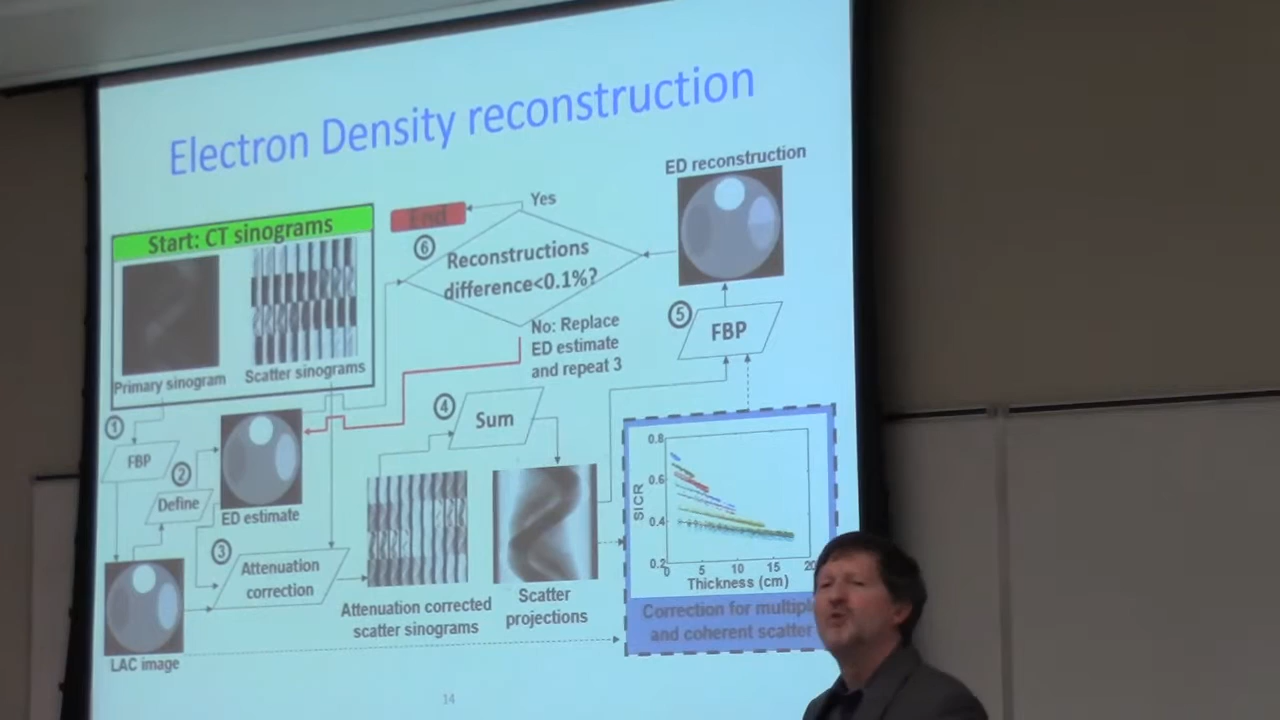 Electron Density reconstruction
ED reconstruction
Yes
End
6
Reconstructions
difference<0.1%?
Start: CT sinograms
Primary sinogram
Scatter sinograms
5
FBP
No: Replace
ED estimate
and repeat 3
1
FBP
2
Define
ED estimate
4
Sum
3
Attenuation
correction
LAC image
Attenuation corrected
scatter sinograms
Scatter
projections
0.8
0.6
0.4
0.2
SICR
0
5
10
15
20
Thickness (cm)
Correction for
and coherent scatter
14